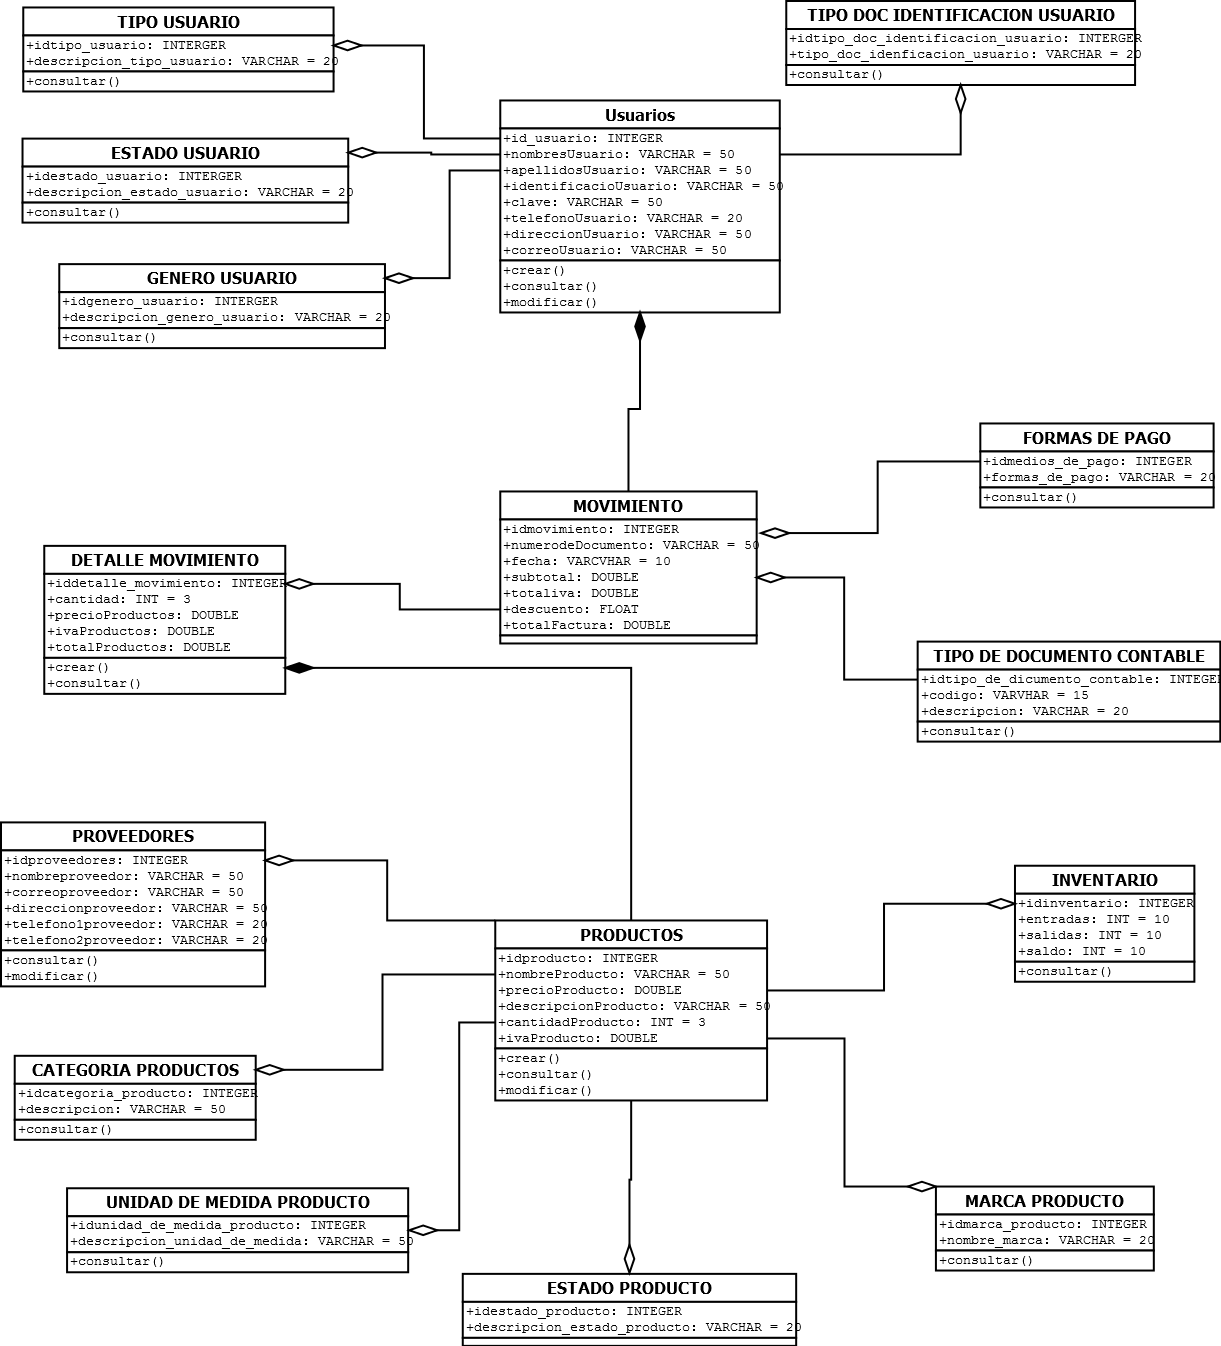 TIPO USUARIO
+idtipo_usuario: INTERGER
+descripcion_tipo_usuario: VARCHAR = 20
+consultar()
TIPO DOC IDENTIFICACION USUARIO
+idtipo_doc_identificacion_usuario: INTERGER
+tipo_doc_idenficacion_usuario: VARCHAR = 20
+consultar()
Usuarios
+id_usuario: INTEGER
+nombresUsuario: VARCHAR = 50
+apellidosUsuario: VARCHAR = 50
+identificacioUsuario: VARCHAR = 50
+clave: VARCHAR = 50
+telefonoUsuario: VARCHAR = 20
+direccionUsuario: VARCHAR = 50
+correoUsuario: VARCHAR = 50
+crear()
+consultar()
+modificar()
ESTADO USUARIO
+idestado_usuario: INTERGER
+descripcion_estado_usuario: VARCHAR = 20
+consultar()
GENERO USUARIO
+idgenero_usuario: INTERGER
+descripcion_genero_usuario: VARCHAR = 20
+consultar()
FORMAS DE PAGO
+idmedios_de_pago: INTEGER
+formas_de_pago: VARCHAR = 20
+consultar()
MOVIMIENTO
+idmovimiento: INTEGER
+numerodeDocumento: VARCHAR = 50
+fecha: VARCVHAR = 10
+subtotal: DOUBLE
+totaliva: DOUBLE
+descuento: FLOAT
+totalFactura: DOUBLE
DETALLE MOVIMIENTO
+iddetalle_movimiento: INTEGER
+cantidad: INT = 3
+precioProductos: DOUBLE
+ivaProductos: DOUBLE
+totalProductos: DOUBLE
+crear()
+consultar()
TIPO DE DOCUMENTO CONTABLE
+idtipo_de_dicumento_contable: INTEGER
+codigo: VARVHAR = 15
+descripcion: VARCHAR = 20
+consultar()
PROVEEDORES
+idproveedores: INTEGER
+nombreproveedor: VARCHAR = 50
+correoproveedor: VARCHAR = 50
+direccionproveedor: VARCHAR = 50
+telefono1proveedor: VARCHAR = 20
+telefono2proveedor: VARCHAR = 20
+consultar()
+modificar()
INVENTARIO
+idinventario: INTEGER
+entradas: INT = 10
+salidas: INT = 10
+saldo: INT = 10
+consultar()
PRODUCTOS
+idproducto: INTEGER
+nombreProducto: VARCHAR = 50
+precioProducto: DOUBLE
+descripcionProducto: VARCHAR = 50
+cantidadProducto: INT = 3
+ivaProducto: DOUBLE
+crear()
+consultar()
+modificar()
CATEGORIA PRODUCTOS
+idcategoria_producto: INTEGER
+descripcion: VARCHAR = 50
+consultar()
UNIDAD DE MEDIDA PRODUCTO
+idunidad_de_medida_producto: INTEGER
+descripcion_unidad_de_medida: VARCHAR = 50
+consultar()
MARCA PRODUCTO
+idmarca_producto: INTEGER
+nombre_marca: VARCHAR = 20
+consultar()
ESTADO PRODUCTO
+idestado_producto: INTEGER
+descripcion_estado_producto: VARCHAR = 20